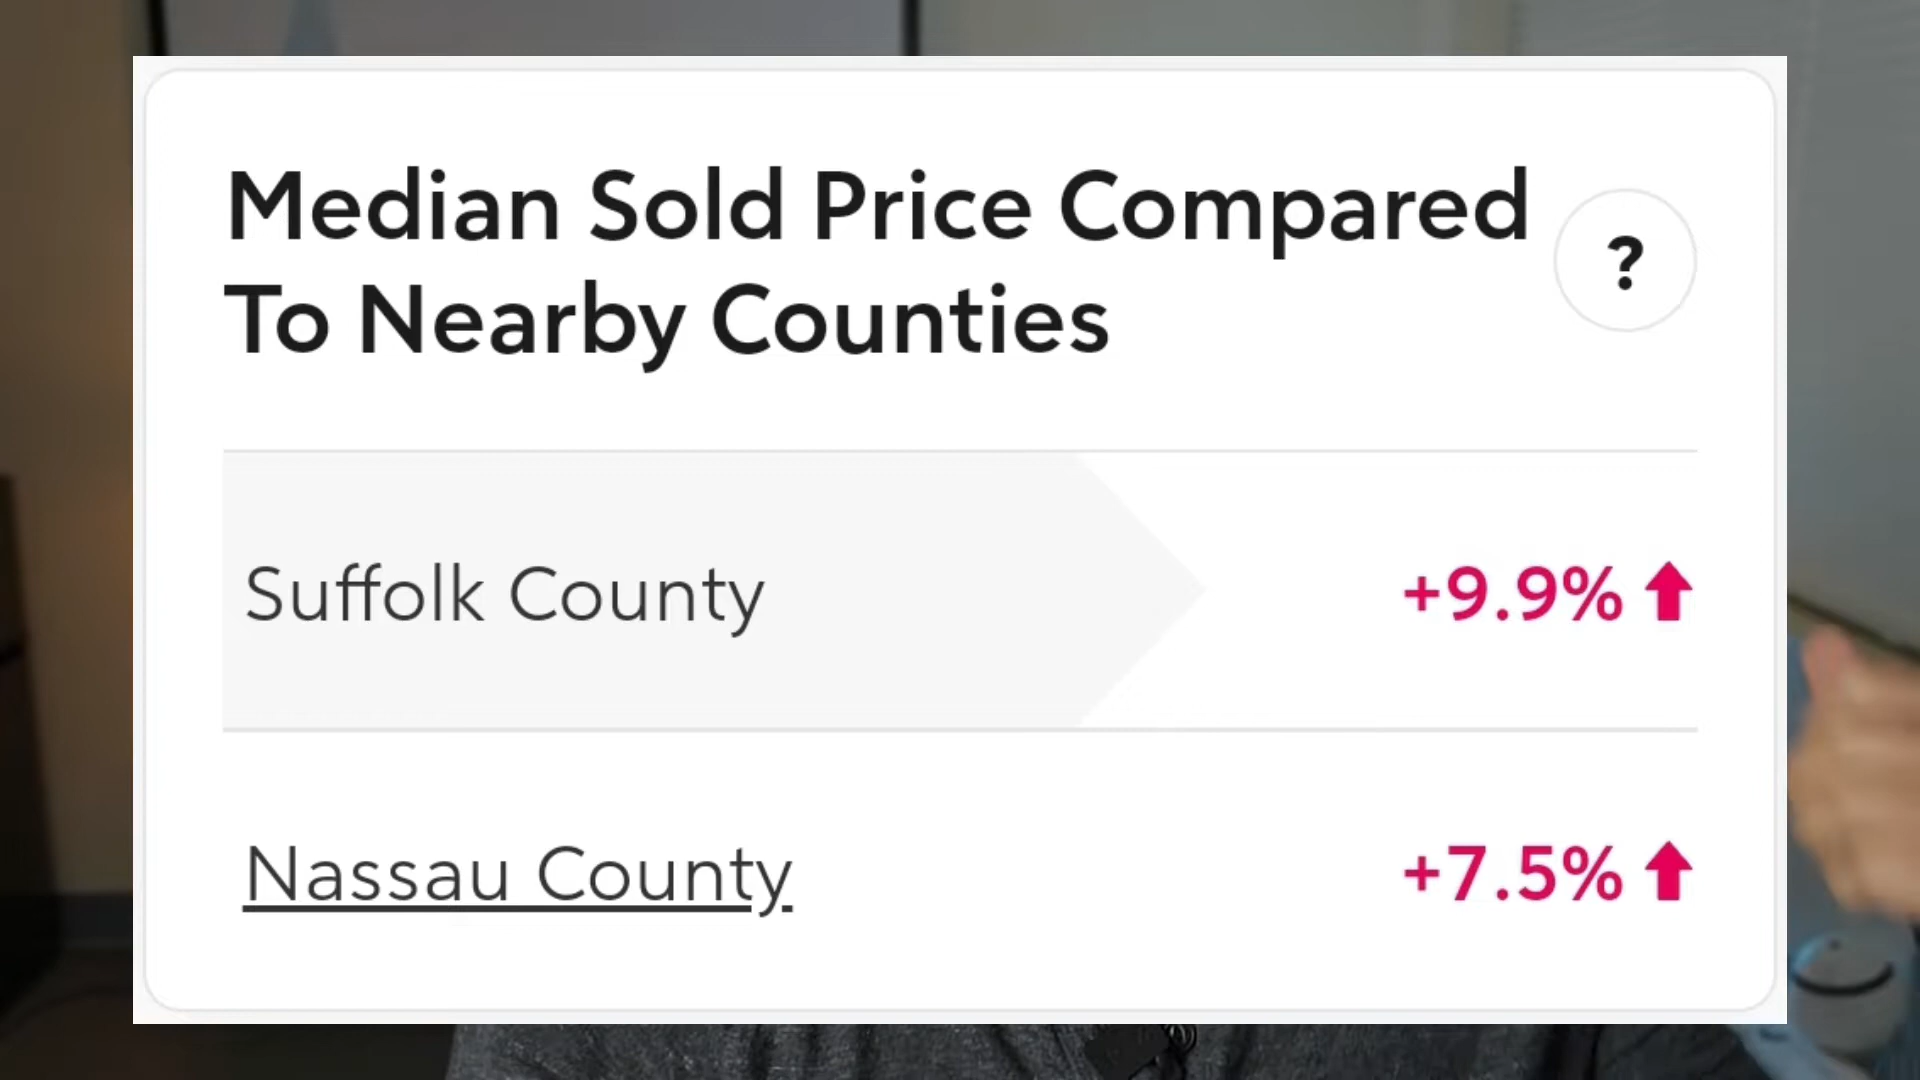 Median Sold Price Compared
To Nearby Counties
?
Suffolk County +9.9%
Nassau County +7.5%